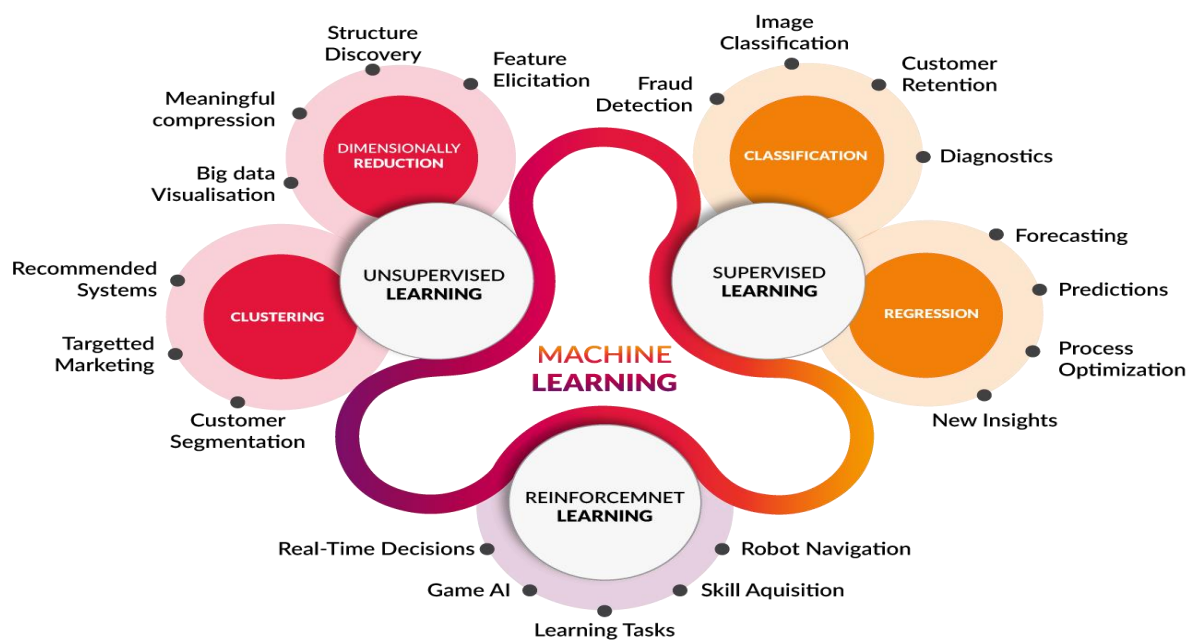 Structure
Discovery
Feature
Elicitation
Meaningful
compression
Big data
Visualisation
DIMENSIONALLY
REDUCTION
Recommended
Systems
Targetted
Marketing
Customer
Segmentation
CLUSTERING
UNSUPERVISED
LEARNING
Image
Classification
Fraud
Detection
Customer
Retention
Diagnostics
CLASSIFICATION
SUPERVISED
LEARNING
REGRESSION
Forecasting
Predictions
Process
Optimization
New Insights
MACHINE
LEARNING
REINFORCEMNET
LEARNING
Real-Time Decisions
Game AI
Learning Tasks
Skill Aquisition
Robot Navigation